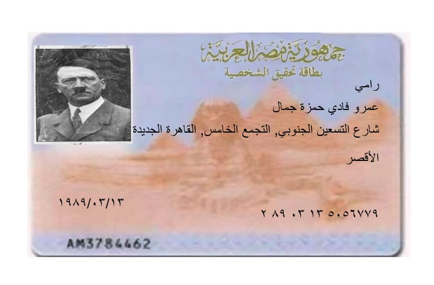 جمهورية مصر العربية
بطاقة تحقيق الشخصية
رامي
عمرو فادي حمزة جمال
شارع التسعين الجنوبي, التجمع الخامس, القاهرة الجديدة
الأقصر
١٩٨٩/٠٣/١٣
٢ ٨٩ ٠٣ ١٣ ٥٠٥٦٧٧٩
AM3784462